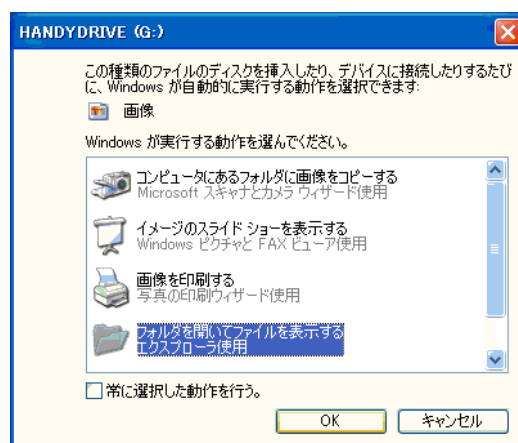 HANDYDRIVE (G:)
この種類のファイルのディスクを挿入したり、デバイスに接続したりするたび
に、Windows が自動的に実行する動作を選択できます:
画像
Windows が実行する動作を選んでください。
コンピュータにあるフォルダに画像をコピーする
Microsoft スキャナとカメラ ウィザード使用
イメージのスライド ショーを表示する
Windows ピクチャと FAX ビューア使用
画像を印刷する
写真の印刷ウィザード使用
フォルダを開いてファイルを表示する
エクスプローラ使用
常に選択した動作を行う。
OK
キャンセル